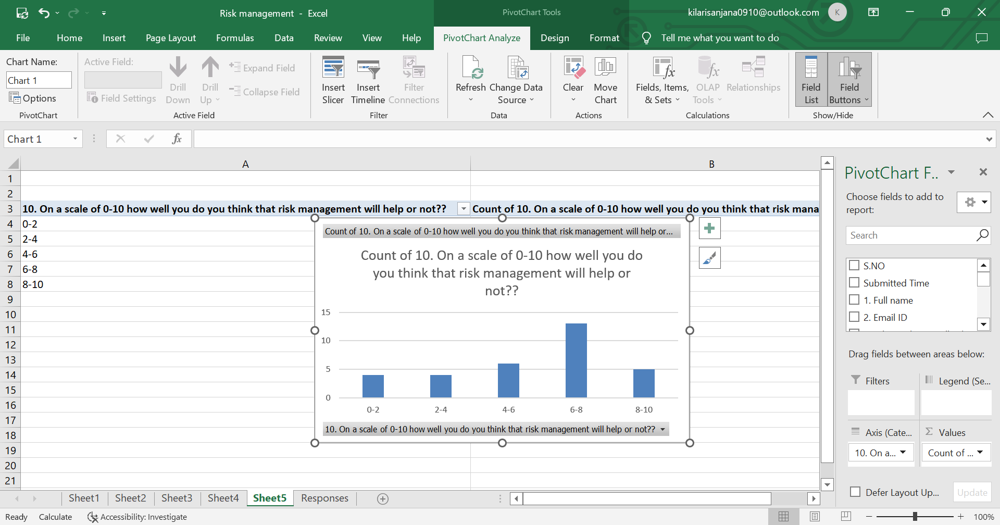 Risk management - Excel
PivotChart Tools
kilarisanjana0910@outlook.com
K
File
Home
Insert
Page Layout
Formulas
Data
Review
View
Help
PivotChart Analyze
Design
Format
Tell me what you want to do
Chart Name:
Chart 1
Options
PivotChart
Active Field:
Field Settings
Drill Down
Drill Up
Expand Field
Collapse Field
Active Field
Insert Slicer
Insert Timeline
Filter Connections
Filter
Refresh
Change Data Source
Data
Clear
Move Chart
Actions
Fields, Items, & Sets
OLAP Tools
Relationships
Calculations
Field List
Field Buttons
Show/Hide
Chart 1
fx
A
B
1
2
3
10. On a scale of 0-10 how well you do you think that risk management will help or not??
Count of 10. On a scale of 0-10 how well you do you think that risk mana
4
0-2
5
2-4
6
4-6
7
6-8
8
8-10
9
10
11
12
13
14
15
16
17
18
19
20
21
Count of 10. On a scale of 0-10 how well you do you think that risk management will help or...
Count of 10. On a scale of 0-10 how well you do
you think that risk management will help or
not??
15
10
5
0
0-2
2-4
4-6
6-8
8-10
10. On a scale of 0-10 how well you do you think that risk management will help or not??
PivotChart F..
Choose fields to add to
report:
Search
S.NO
Submitted Time
1. Full name
2. Email ID
Drag fields between areas below:
Filters
Legend (Se...
Axis (Cate...
Σ Values
10. On a...
Count of ...
Defer Layout Up...
Update
Sheet1
Sheet2
Sheet3
Sheet4
Sheet5
Responses
Ready
Calculate
Accessibility: Investigate
100%